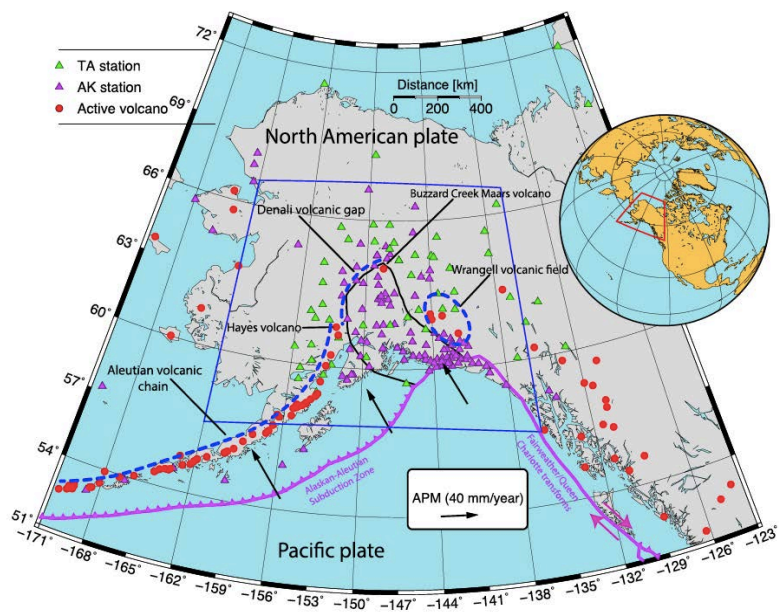 72°
69°
66°
63°
60°
57°
54°
51°
TA station
AK station
Active volcano
Distance [km]
0 200 400
North American plate
Buzzard Creek Maars volcano
Denali volcanic gap
Wrangell volcanic field
Hayes volcano
Aleutian volcanic
chain
Alaskan-Aleutian
Subduction Zone
Fairweather/Queen
Charlotte transforms
APM (40 mm/year)
Pacific plate
−171° −168° −165° −162° −159° −156° −153° −150° −147° −144° −141° −138° −135° −132° −129° −126° −123°